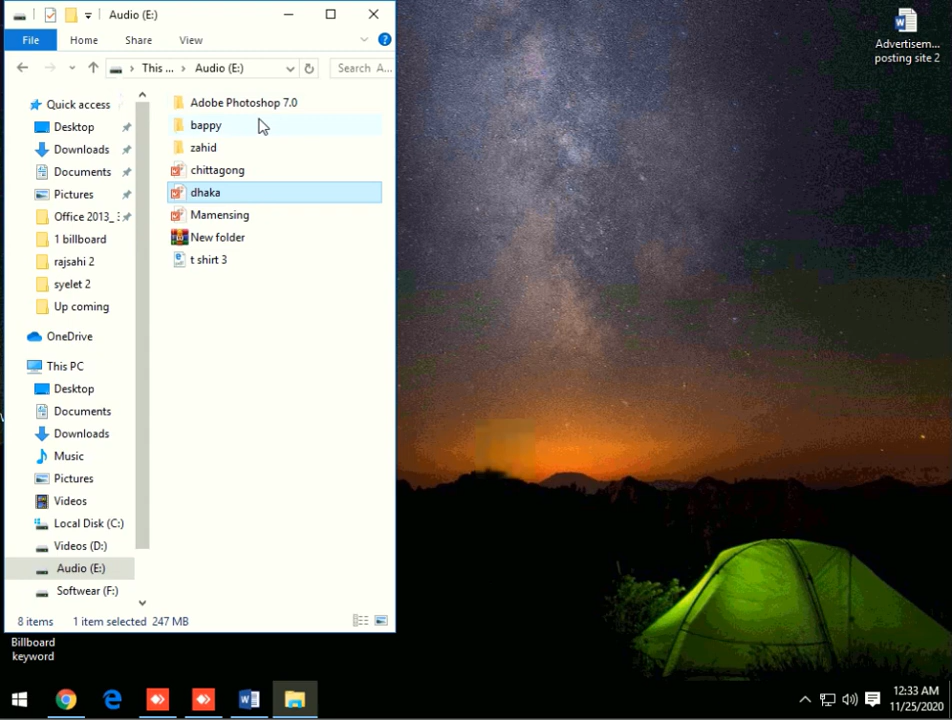 Audio (E:)
File Home Share View
This ... Audio (E:) Search A...
Quick access
Desktop
Downloads
Documents
Pictures
Office 2013_
1 billboard
rajsahi 2
syelet 2
Up coming
OneDrive
This PC
Desktop
Documents
Downloads
Music
Pictures
Videos
Local Disk (C:)
Videos (D:)
Audio (E:)
Softwear (F:)
Adobe Photoshop 7.0
bappy
zahid
chittagong
dhaka
Mamensing
New folder
t shirt 3
8 items 1 item selected 247 MB
Billboard
keyword
Advertisem...
posting site 2
12:33 AM
11/25/2020